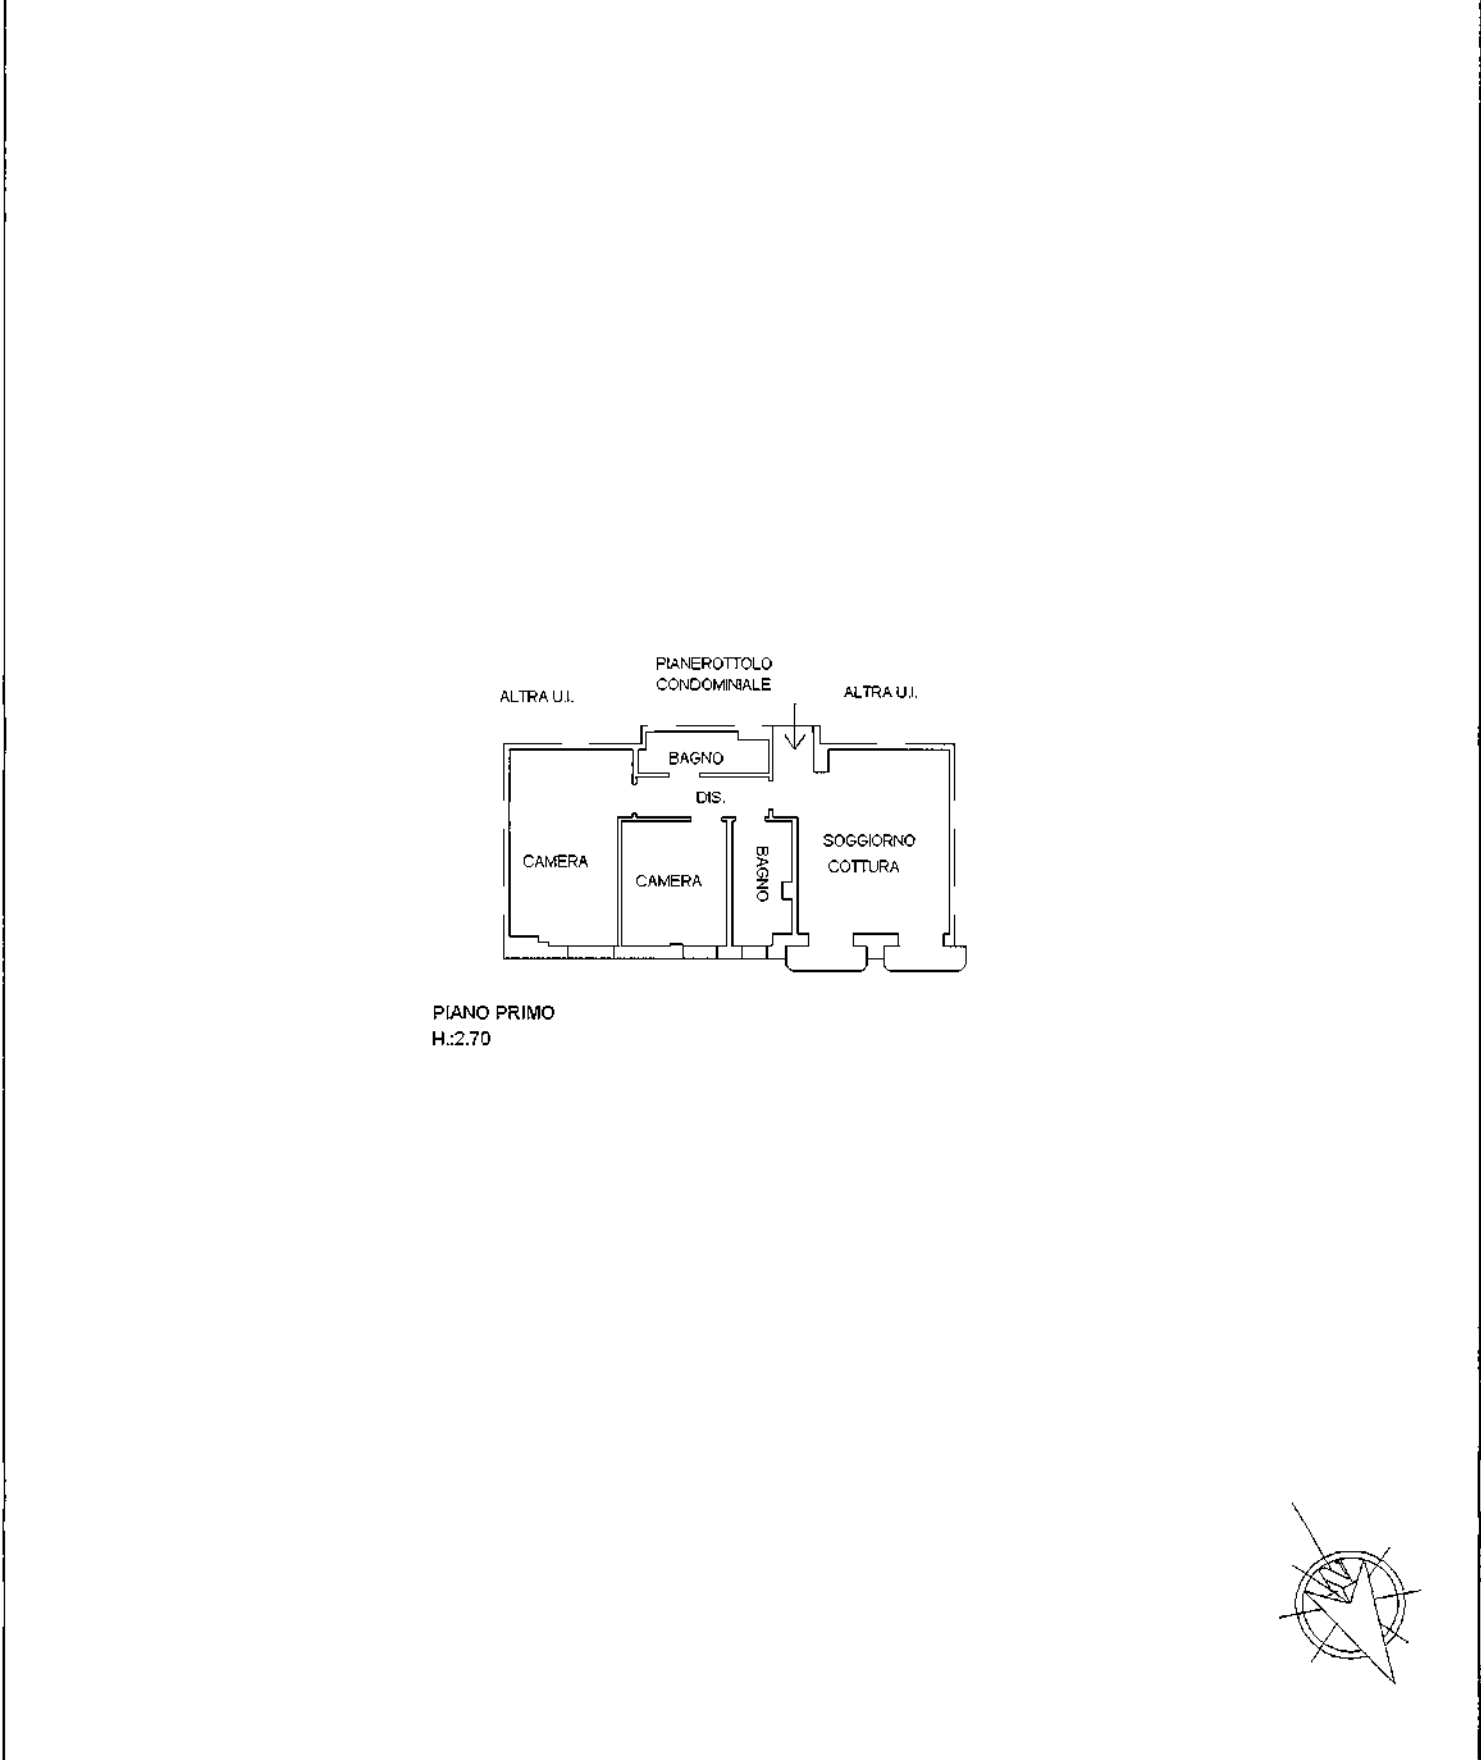 PIANEROTTOLO
CONDOMINIALE
ALTRA U.I.
ALTRA U.I.
BAGNO
DIS.
SOGGIORNO
COTTURA
CAMERA
CAMERA
BAGNO
PIANO PRIMO
H.:2.70
N